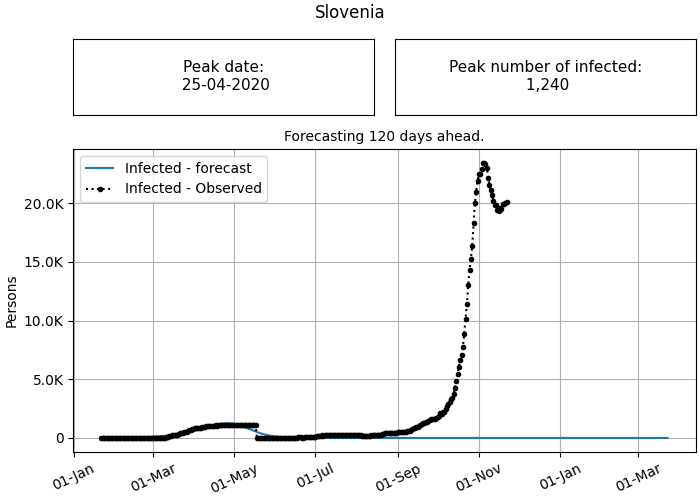 Slovenia
Peak date:
25-04-2020
Peak number of infected:
1,240
Forecasting 120 days ahead.
Infected - forecast
Infected - Observed
Persons
20.0K
15.0K
10.0K
5.0K
0
01-Jan
01-Mar
01-May
01-Jul
01-Sep
01-Nov
01-Jan
01-Mar